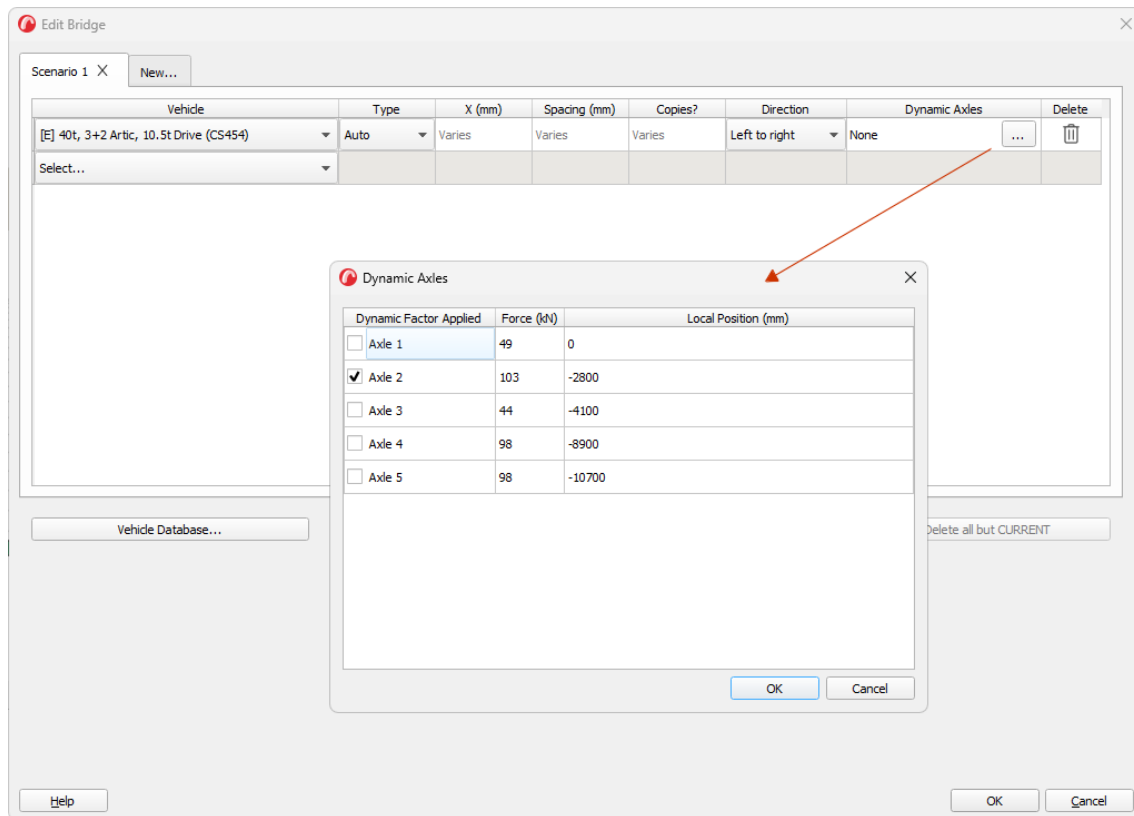 Edit Bridge
Scenario 1 New...
Vehicle Type X (mm) Spacing (mm) Copies? Direction Dynamic Axles Delete
[E] 40t, 3+2 Artic, 10.5t Drive (CS454) Auto Varies Varies Varies Left to right None ...
Select...
Dynamic Axles
Dynamic Factor Applied Force (kN) Local Position (mm)
Axle 1 49 0
Axle 2 103 -2800
Axle 3 44 -4100
Axle 4 98 -8900
Axle 5 98 -10700
Vehicle Database... Delete all but CURRENT
OK Cancel
Help OK Cancel